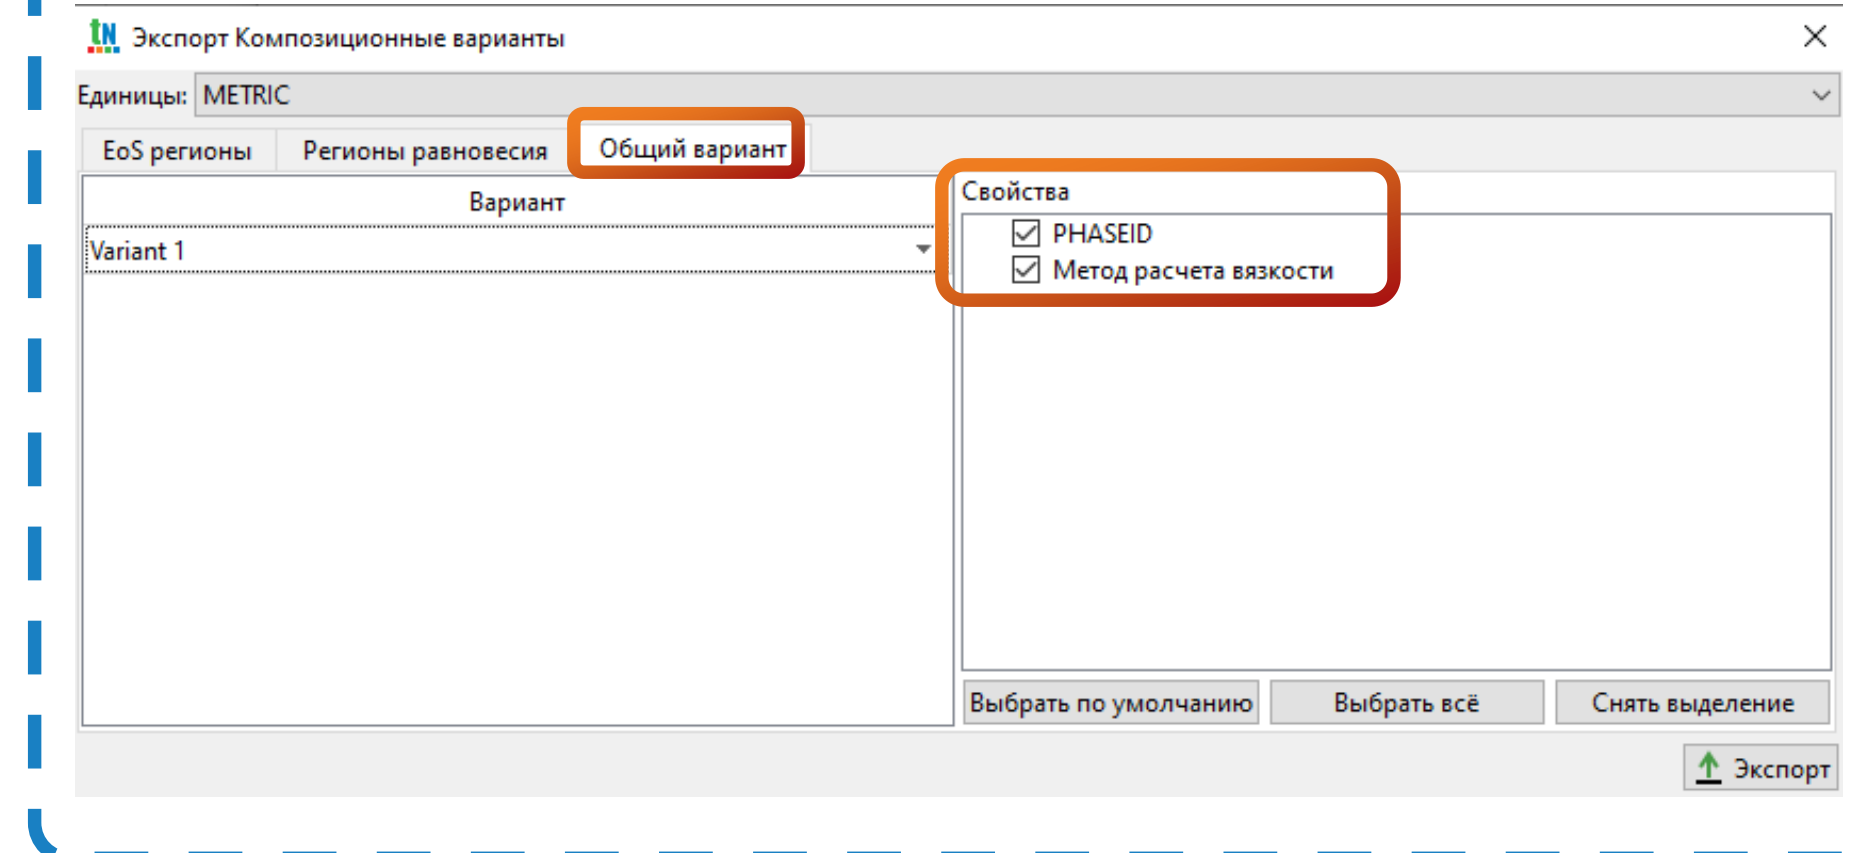 tN Экспорт Композиционные варианты
Единицы: METRIC
EoS регионы Регионы равновесия Общий вариант
Вариант
Variant 1
Свойства
PHASEID
Метод расчета вязкости
Выбрать по умолчанию Выбрать всё Снять выделение
Экспорт